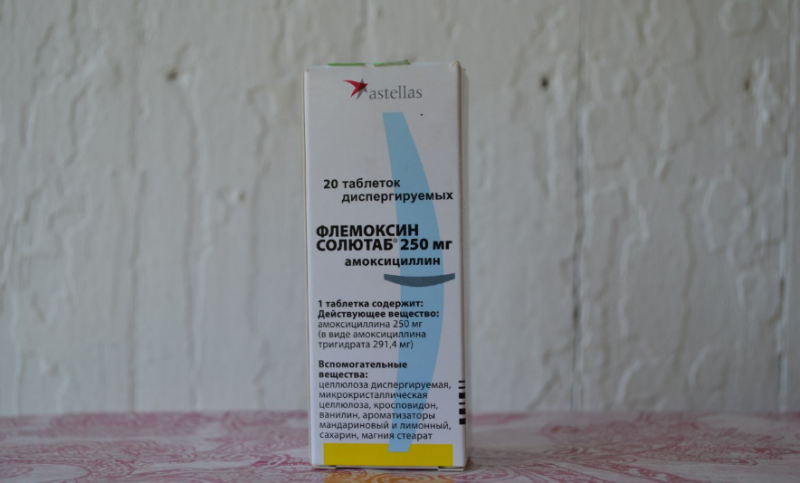 astellas
20 таблеток
диспергируемых
ФЛЕМОКСИН
СОЛЮТАБ® 250 мг
амоксициллин
1 таблетка содержит:
Действующее вещество:
амоксициллина 250 мг
(в виде амоксициллина
тригидрата 291,4 мг)
Вспомогательные
вещества:
целлюлоза диспергируемая,
микрокристаллическая
целлюлоза, кросповидон,
ванилин, ароматизаторы
мандариновый и лимонный,
сахарин, магния стеарат